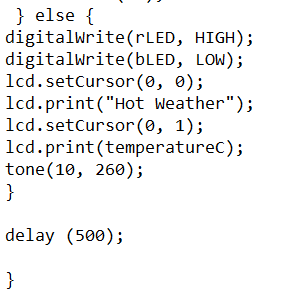 } else {
digitalWrite(rLED, HIGH);
digitalWrite(bLED, LOW);
lcd.setCursor(0, 0);
lcd.print("Hot Weather");
lcd.setCursor(0, 1);
lcd.print(temperatureC);
tone(10, 260);
}
delay (500);
}